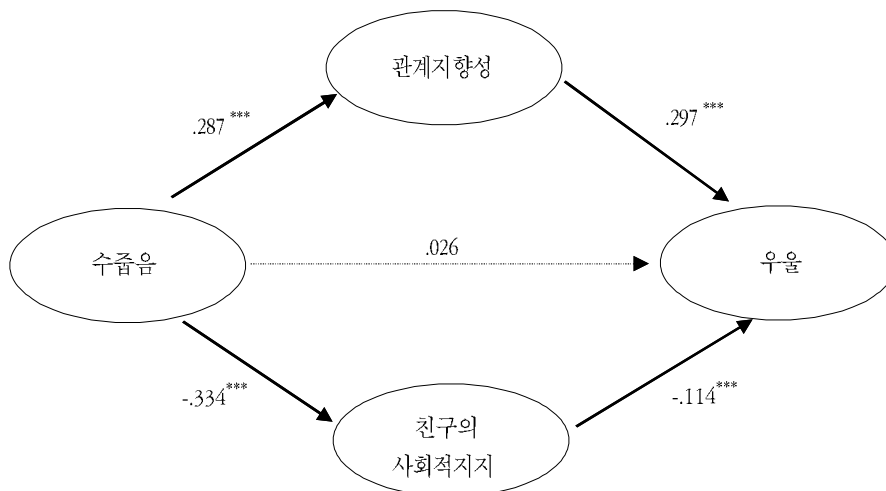 관계지향성
.287 ***
.297 ***
수줍음
.026
우울
-.334***
-.114***
친구의
사회적지지